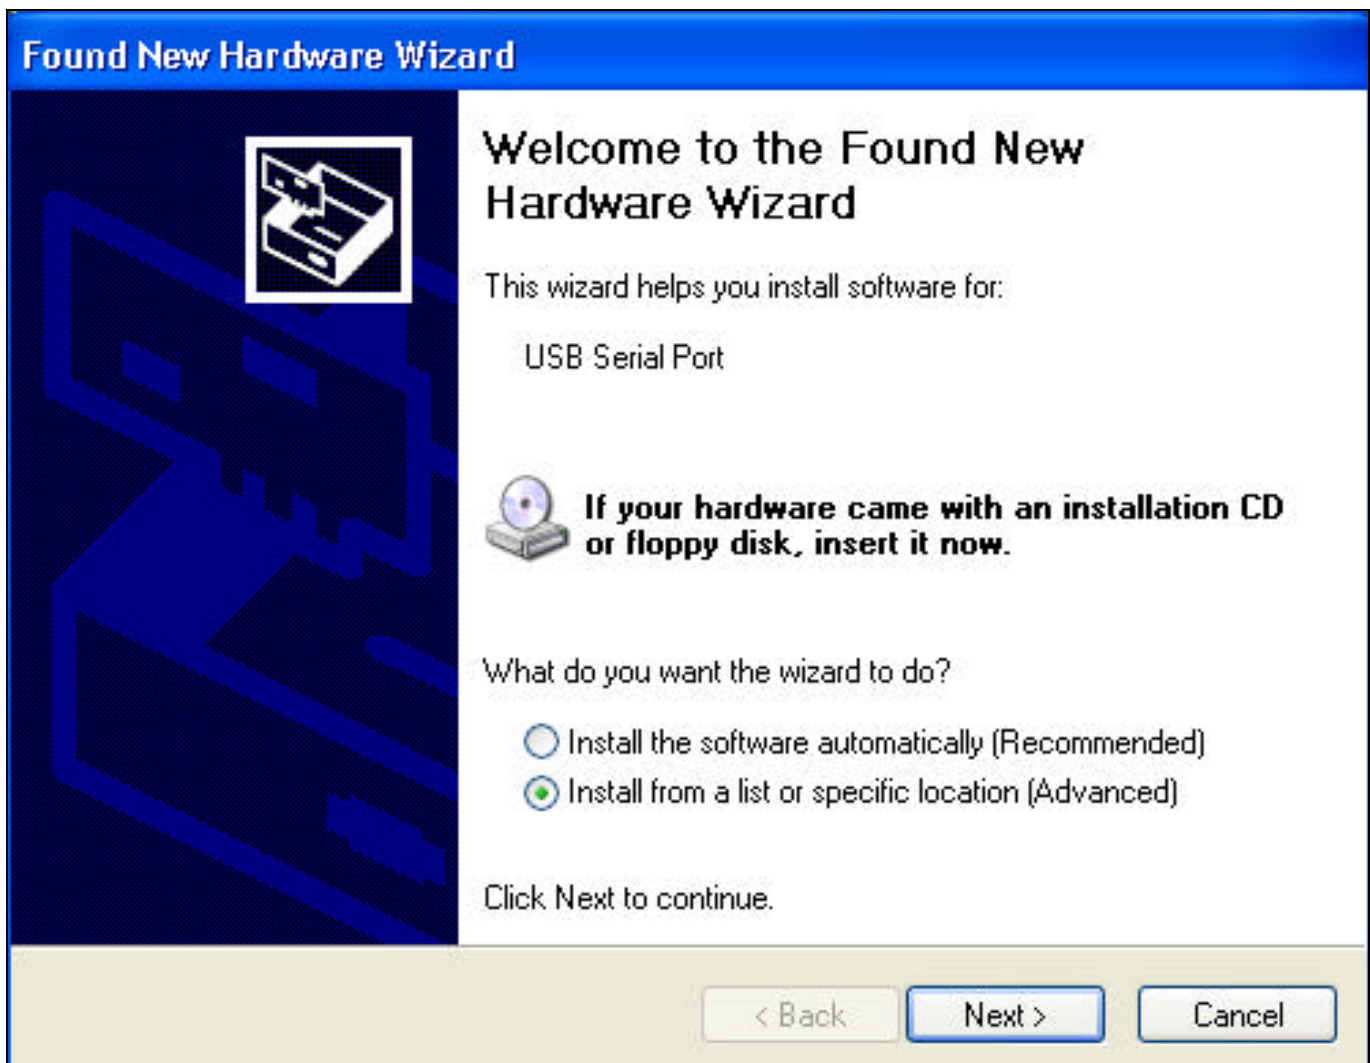 Found New Hardware Wizard
Welcome to the Found New
Hardware Wizard
This wizard helps you install software for:
USB Serial Port
If your hardware came with an installation CD
or floppy disk, insert it now.
What do you want the wizard to do?
Install the software automatically (Recommended)
Install from a list or specific location (Advanced)
Click Next to continue.
< Back
Next >
Cancel